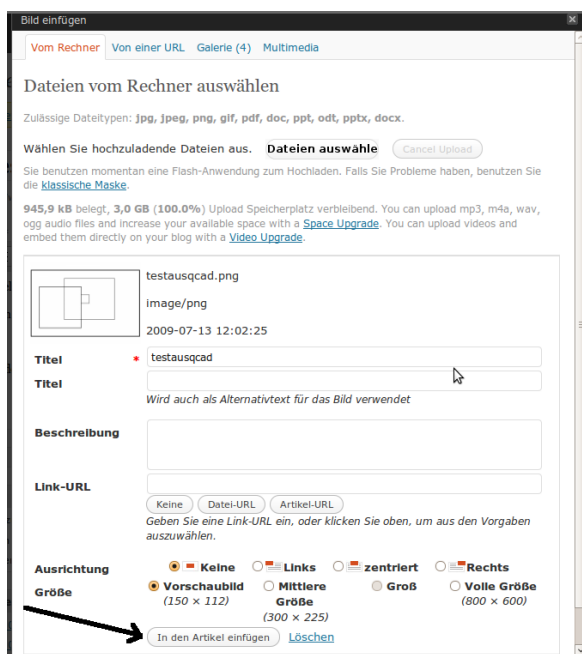 Bild einfügen
Vom Rechner Von einer URL Galerie (4) Multimedia
Dateien vom Rechner auswählen
Zulässige Dateitypen: jpg, jpeg, png, gif, pdf, doc, ppt, odt, pptx, docx.
Wählen Sie hochzuladende Dateien aus. Dateien auswähle Cancel Upload
Sie benutzen momentan eine Flash-Anwendung zum Hochladen. Falls Sie Probleme haben, benutzen Sie
die klassische Maske.
945,9 kB belegt, 3,0 GB (100.0%) Upload Speicherplatz verbleibend. You can upload mp3, m4a, wav,
ogg audio files and increase your available space with a Space Upgrade. You can upload videos and
embed them directly on your blog with a Video Upgrade.
testausqcad.png
image/png
2009-07-13 12:02:25
Titel * testausqcad
Titel
Wird auch als Alternativtext für das Bild verwendet
Beschreibung
Link-URL
Keine Datei-URL Artikel-URL
Geben Sie eine Link-URL ein, oder klicken Sie oben, um aus den Vorgaben
auszuwählen.
Ausrichtung Keine Links zentriert Rechts
Größe Vorschaubild (150 × 112) Mittlere Größe (300 × 225) Groß Volle Größe (800 × 600)
In den Artikel einfügen Löschen